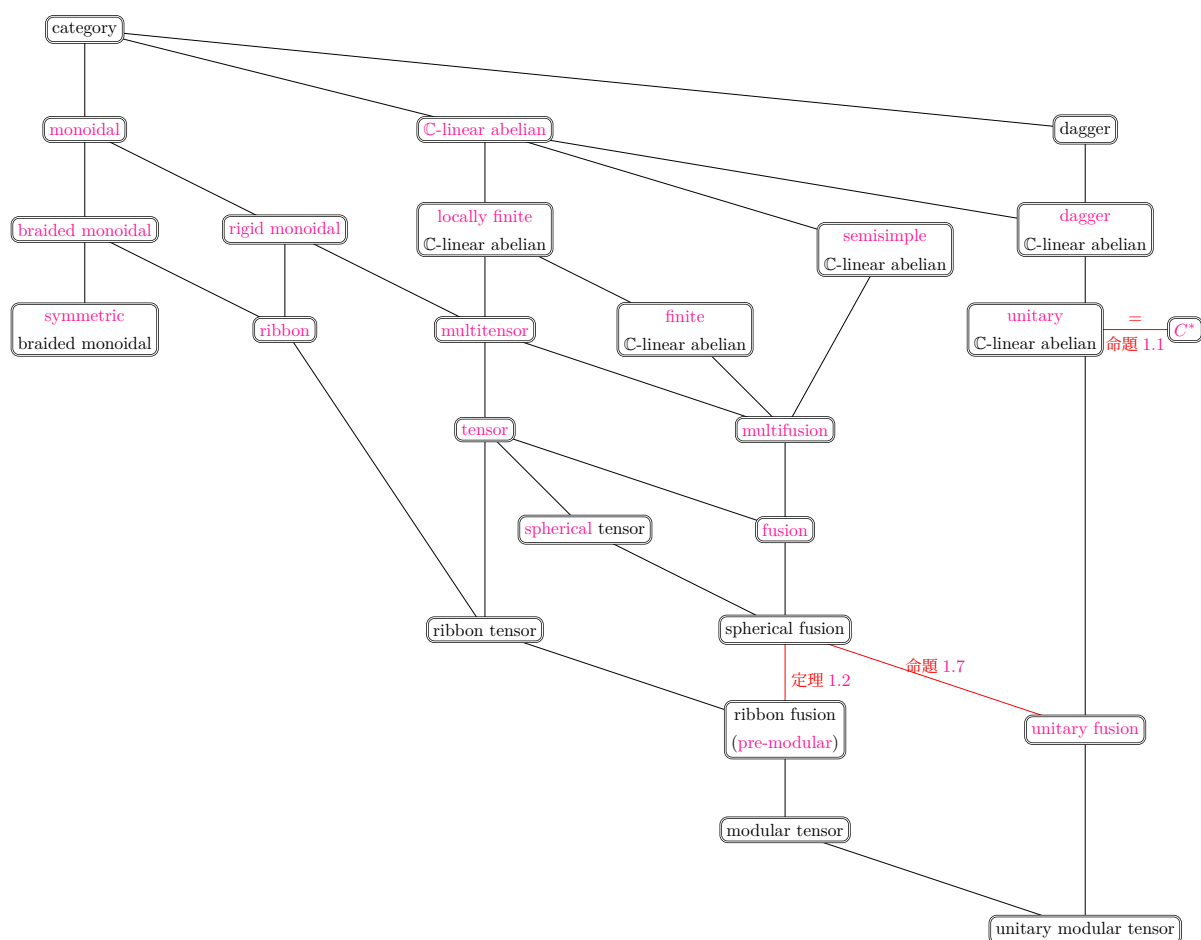 category
monoidal
ℂ-linear abelian
dagger
braided monoidal
rigid monoidal
locally finite
ℂ-linear abelian
semisimple
ℂ-linear abelian
dagger
ℂ-linear abelian
symmetric
braided monoidal
ribbon
multitensor
finite
ℂ-linear abelian
unitary
ℂ-linear abelian
=
命題 1.1
C*
tensor
multifusion
spherical tensor
fusion
ribbon tensor
spherical fusion
定理 1.2
命題 1.7
ribbon fusion
(pre-modular)
unitary fusion
modular tensor
unitary modular tensor